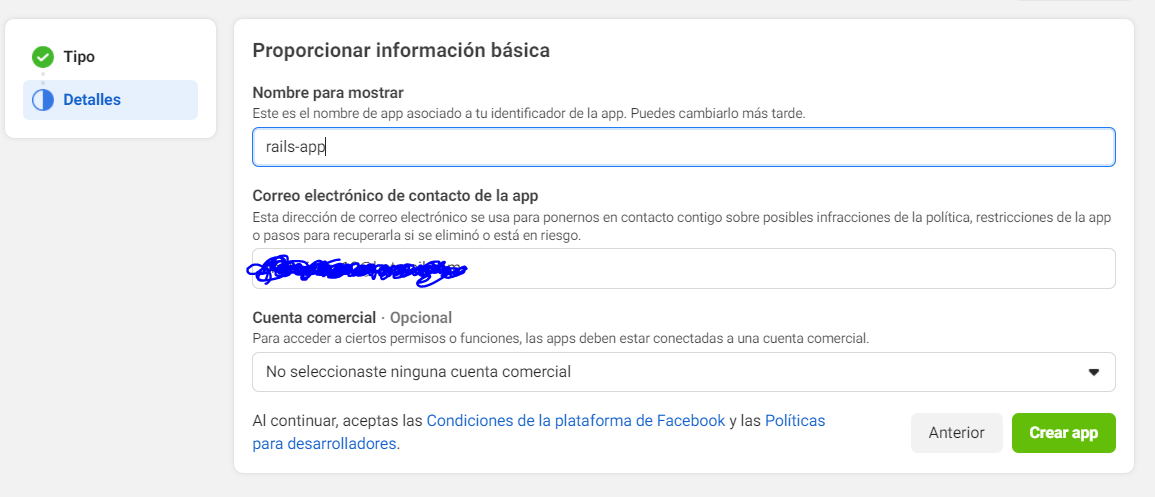 Tipo
Detalles
Proporcionar información básica
Nombre para mostrar
Este es el nombre de app asociado a tu identificador de la app. Puedes cambiarlo más tarde.
rails-app
Correo electrónico de contacto de la app
Esta dirección de correo electrónico se usa para ponernos en contacto contigo sobre posibles infracciones de la política, restricciones de la app
o pasos para recuperarla si se eliminó o está en riesgo.
Cuenta comercial · Opcional
Para acceder a ciertos permisos o funciones, las apps deben estar conectadas a una cuenta comercial.
No seleccionaste ninguna cuenta comercial
Al continuar, aceptas las Condiciones de la plataforma de Facebook y las Políticas
para desarrolladores.
Anterior
Crear app